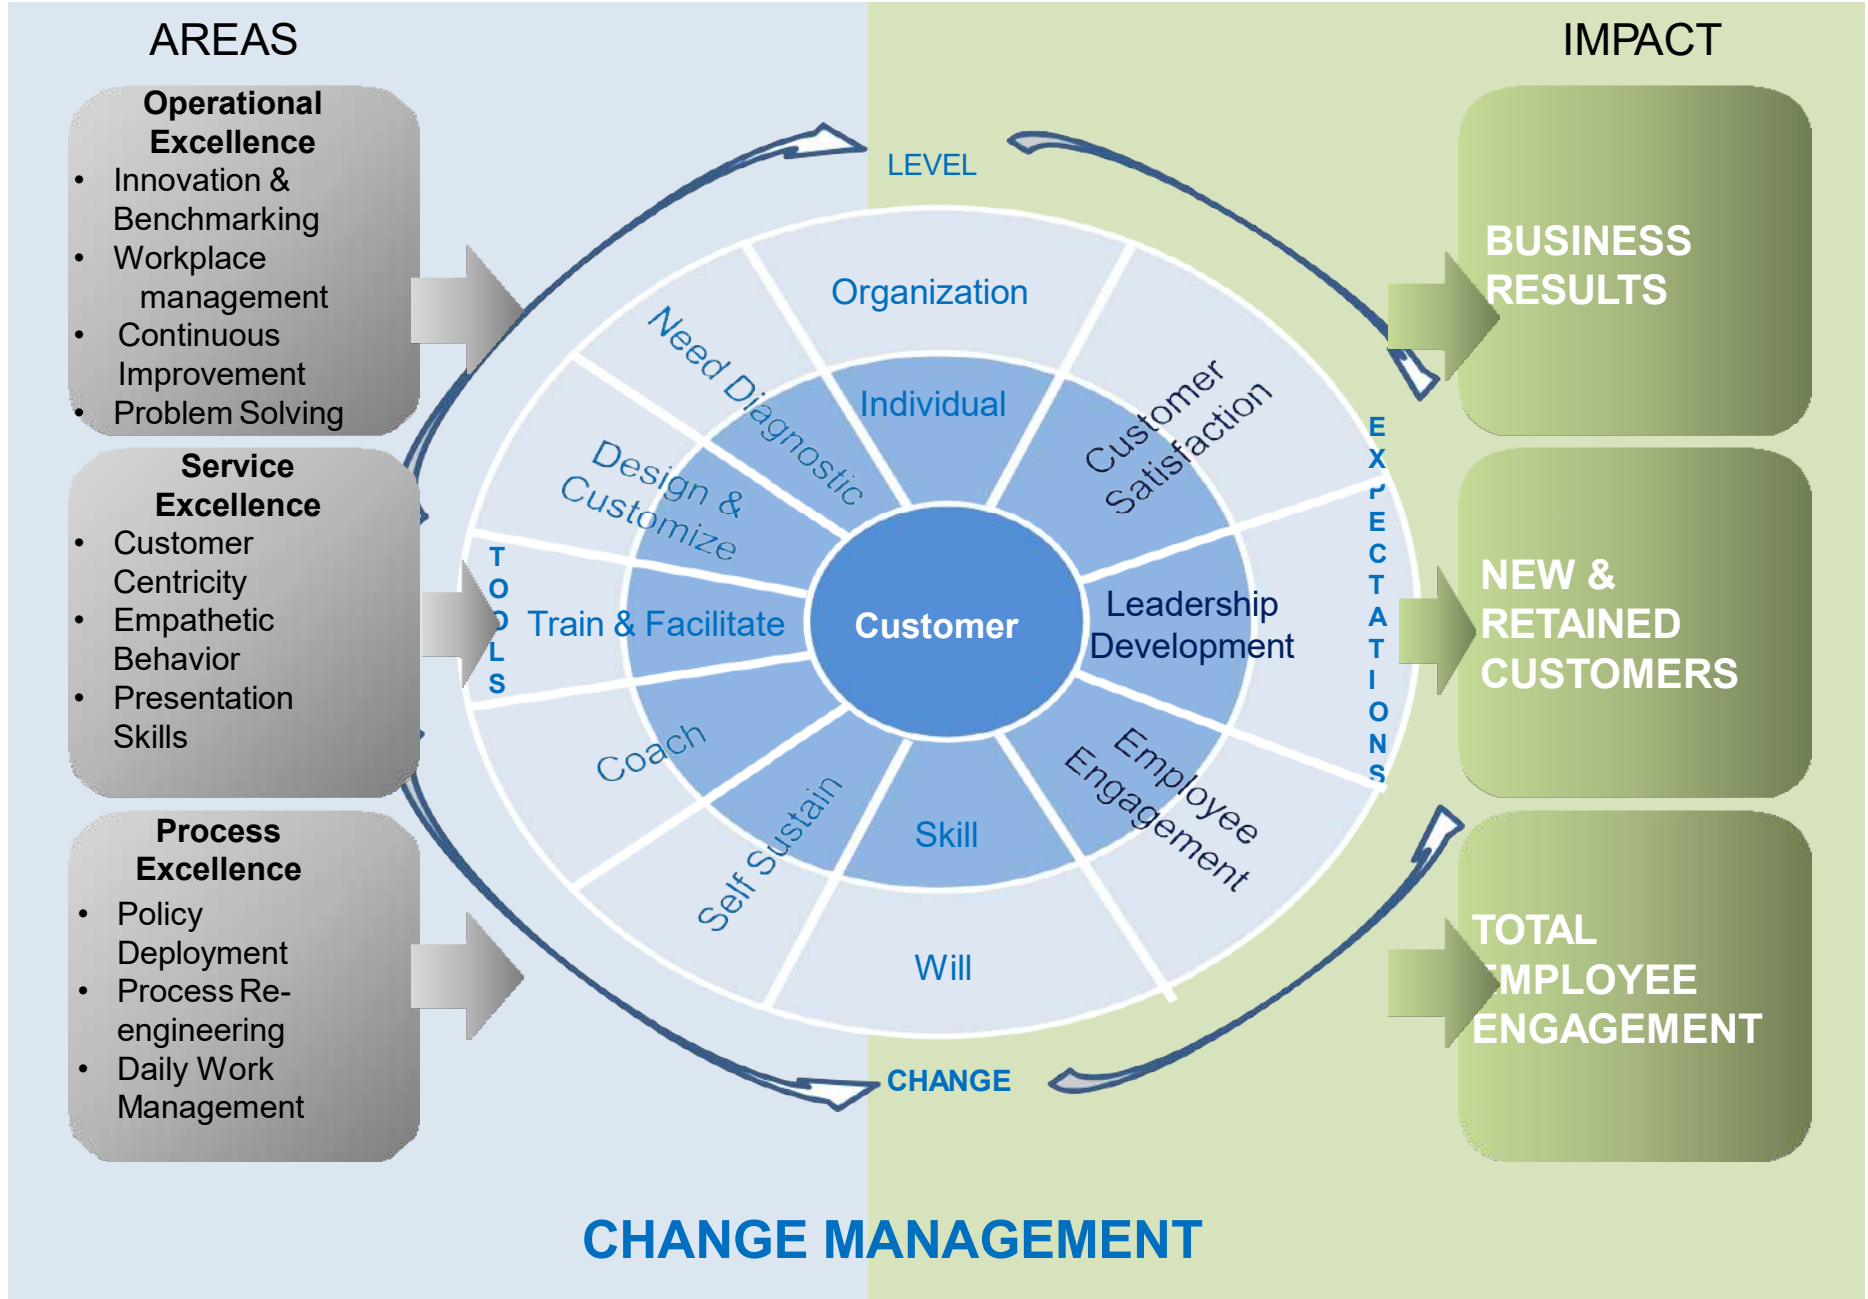 AREAS
IMPACT
Operational
Excellence
• Innovation &
Benchmarking
• Workplace
management
• Continuous
Improvement
• Problem Solving
Service
Excellence
• Customer
Centricity
• Empathetic
Behavior
• Presentation
Skills
Process
Excellence
• Policy
Deployment
• Process Re-
engineering
• Daily Work
Management
LEVEL
Organization
Individual
TOOLS
Need Diagnostic
Design &
Customize
Train & Facilitate
Coach
Self Sustain
Customer
Customer
Satisfaction
Leadership
Development
Employee
Engagement
EXPECTATIONS
Skill
Will
CHANGE
BUSINESS
RESULTS
NEW &
RETAINED
CUSTOMERS
TOTAL
EMPLOYEE
ENGAGEMENT
CHANGE MANAGEMENT